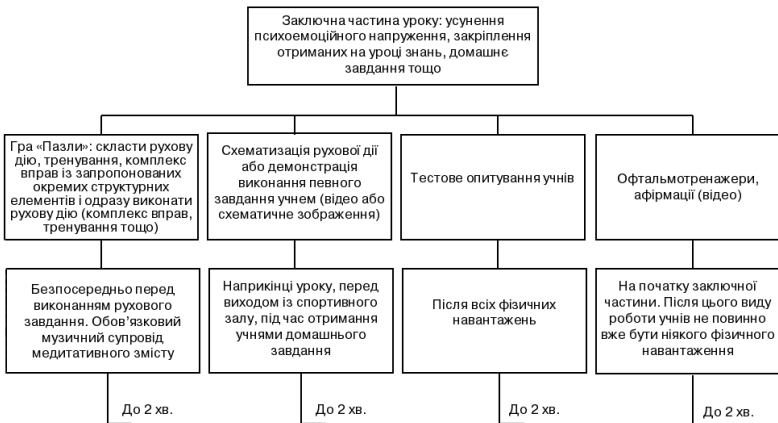 Заключна частина уроку: усунення
психоемоційного напруження, закріплення
отриманих на уроці знань, домашнє
завдання тощо
Гра «Пазли»: скласти рухову
дію, тренування, комплекс
вправ із запропонованих
окремих структурних
елементів і одразу виконати
рухову дію (комплекс вправ,
тренування тощо)
Схематизація рухової дії
або демонстрація
виконання певного
завдання учнем (відео або
схематичне зображення)
Тестове опитування учнів
Офтальмотренажери,
афірмації (відео)
Безпосередньо перед
виконанням рухового
завдання. Обов’язковий
музичний супровід
медитативного змісту
Наприкінці уроку, перед
виходом із спортивного
залу, під час отримання
учнями домашнього
завдання
Після всіх фізичних
навантажень
На початку заключної
частини. Після цього виду
роботи учнів не повинно
вже бути ніякого фізичного
навантаження
До 2 хв.
До 2 хв.
До 2 хв.
До 2 хв.